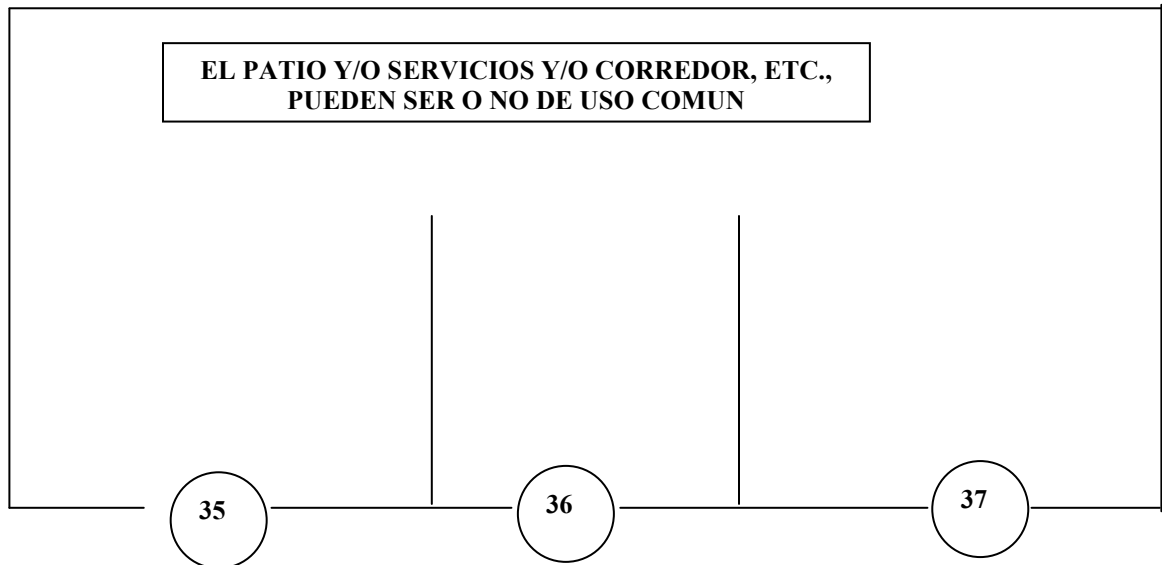 EL PATIO Y/O SERVICIOS Y/O CORREDOR, ETC.,
PUEDEN SER O NO DE USO COMUN
35
36
37